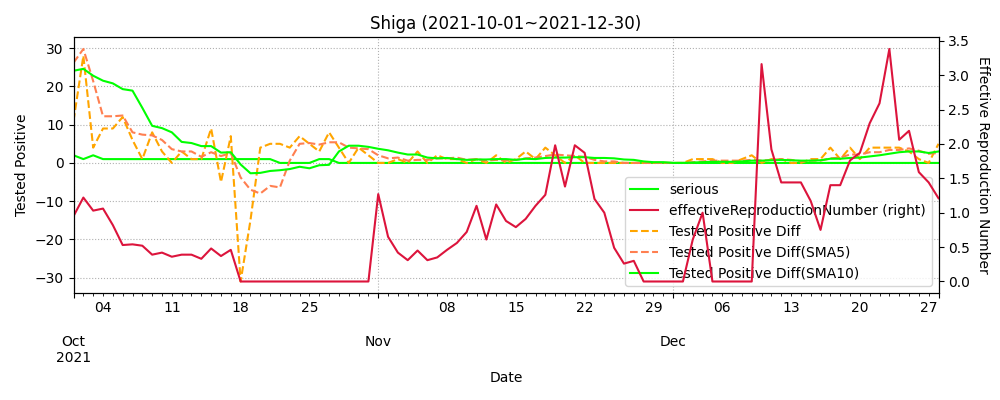 Shiga (2021-10-01~2021-12-30)
Tested Positive
30
20
10
0
−10
−20
−30
3.5
3.0
2.5
2.0
1.5
1.0
0.5
0.0
Effective Reproduction Number
serious
effectiveReproductionNumber (right)
Tested Positive Diff
Tested Positive Diff(SMA5)
Tested Positive Diff(SMA10)
04 11 18 25 08 15 22 29 06 13 20 27
Oct Nov Dec
2021
Date